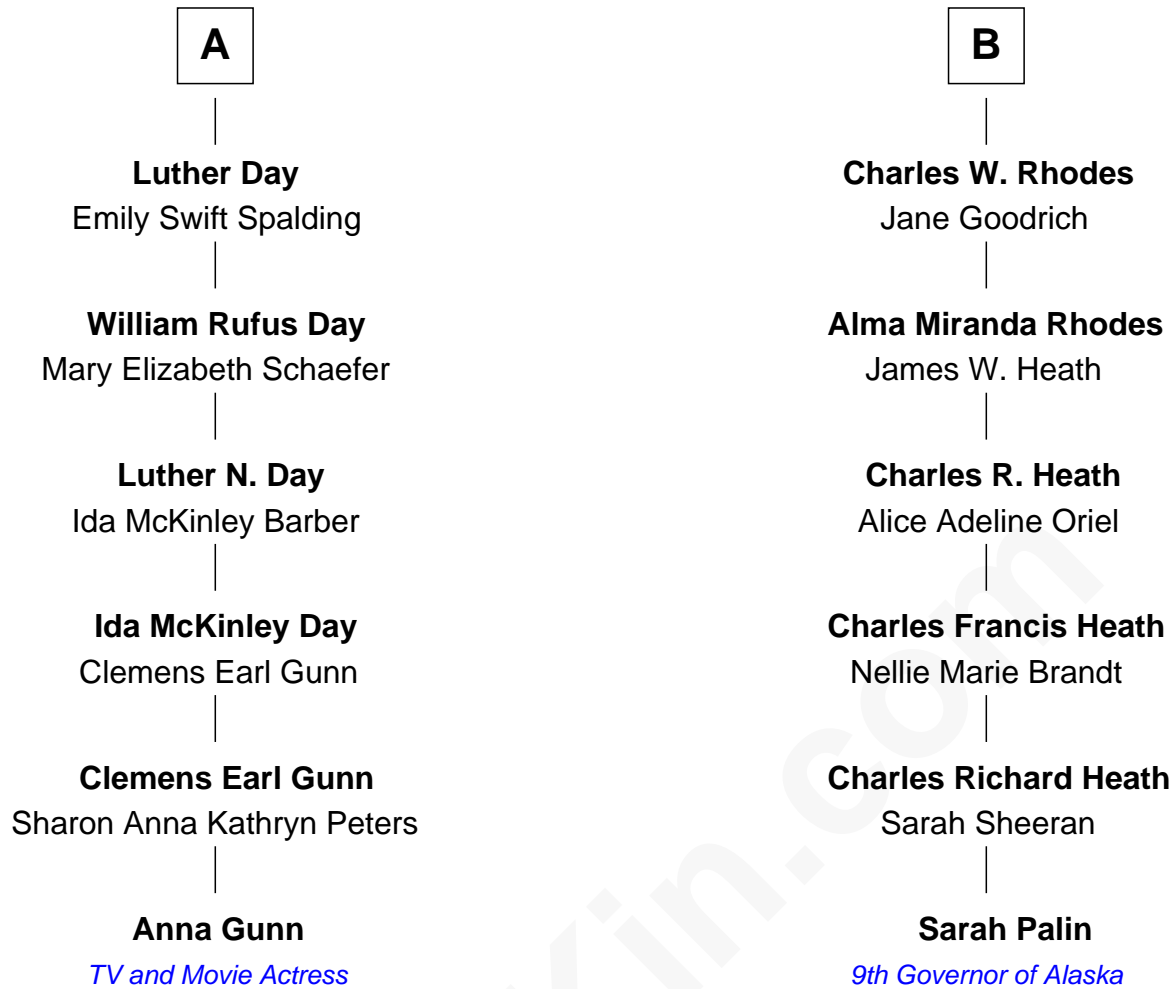 A
Luther Day
Emily Swift Spalding
William Rufus Day
Mary Elizabeth Schaefer
Luther N. Day
Ida McKinley Barber
Ida McKinley Day
Clemens Earl Gunn
Clemens Earl Gunn
Sharon Anna Kathryn Peters
Anna Gunn
TV and Movie Actress
B
Charles W. Rhodes
Jane Goodrich
Alma Miranda Rhodes
James W. Heath
Charles R. Heath
Alice Adeline Oriel
Charles Francis Heath
Nellie Marie Brandt
Charles Richard Heath
Sarah Sheeran
Sarah Palin
9th Governor of Alaska
kin.com